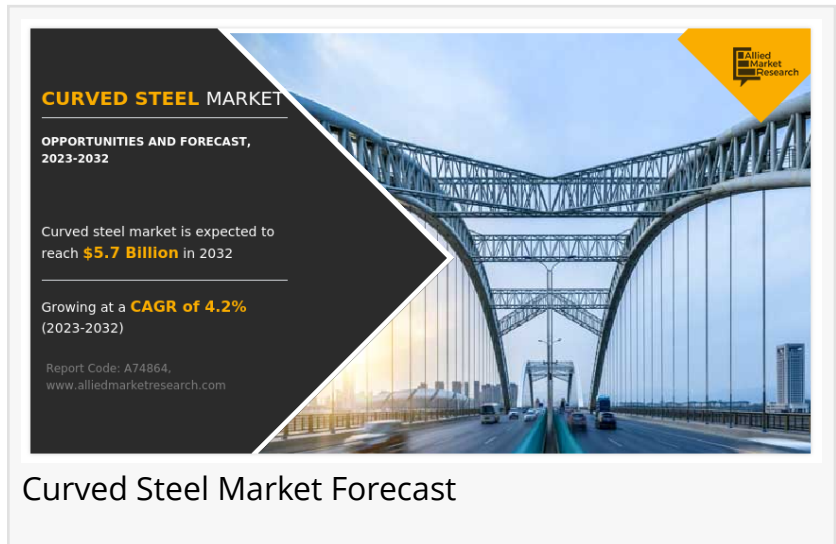 CURVED STEEL MARKET
OPPORTUNITIES AND FORECAST,
2023-2032
Curved steel market is expected to
reach $5.7 Billion in 2032
Growing at a CAGR of 4.2%
(2023-2032)
Report Code: A74864,
www.alliedmarketresearch.com
Allied
Market
Research
Curved Steel Market Forecast